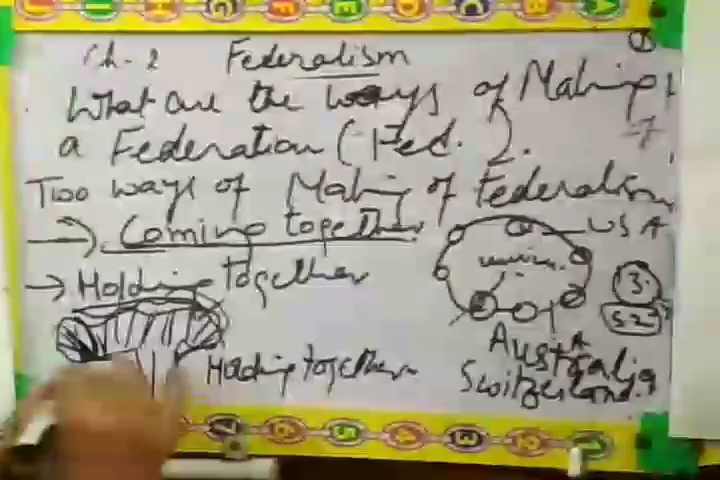 Ch. 2 Federalism
What are the ways of Making
a Federation (Fed. ).
Two ways of Making of Federalism
→ Coming together
USA
→ Holding together
3
Holding together
Australia
Switzerland